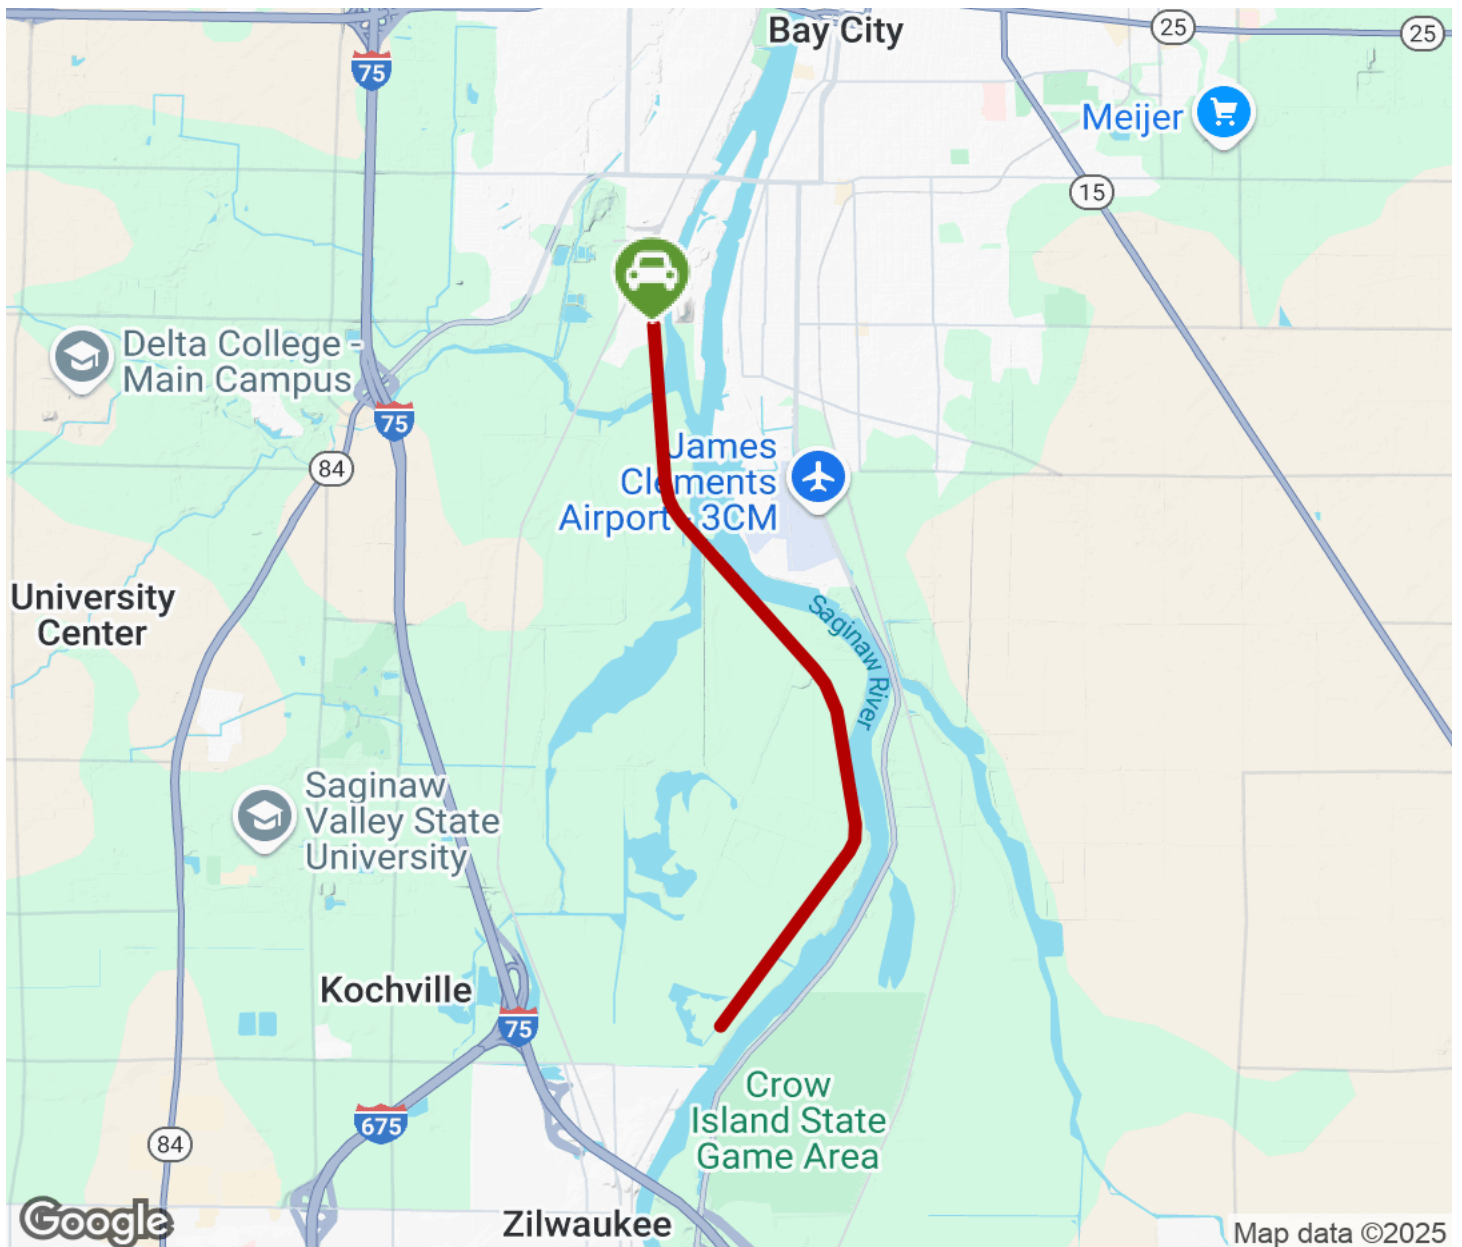 Bay City
25
25
75
Meijer
15
Delta College -
Main Campus
75
84
James
Clements
Airport - 3CM
University
Center
Saginaw River
Saginaw
Valley State
University
Kochville
75
Crow
Island State
Game Area
675
84
Zilwaukee
Google
Map data ©2025